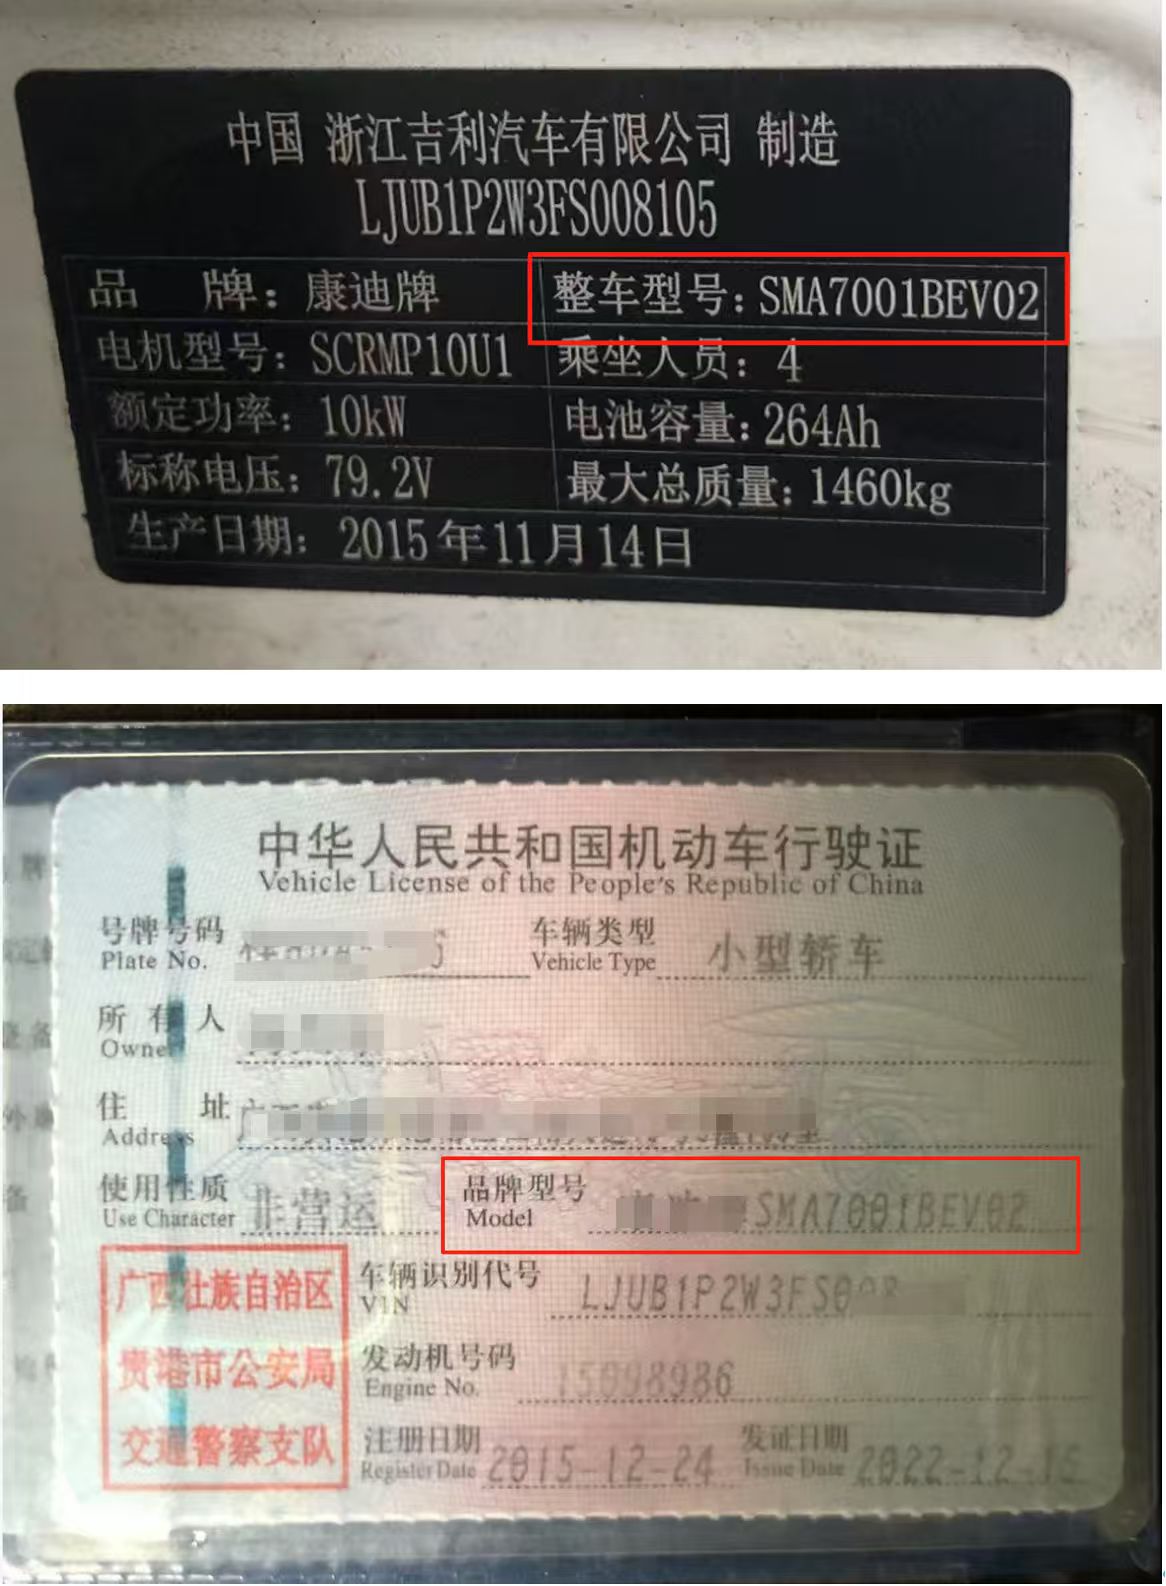 中国 浙江吉利汽车有限公司 制造
LJUB1P2W3FS008105
品 牌：康迪牌 整车型号：SMA7001BEV02
电机型号：SCRMP10U1 乘坐人员：4
额定功率：10kW 电池容量：264Ah
标称电压：79.2V 最大总质量：1460kg
生产日期：2015年11月14日
中华人民共和国机动车行驶证
Vehicle License of the People's Republic of China
号牌号码 车辆类型 小型轿车
Plate No. Vehicle Type
所有人
Owner
住 址
Address
使用性质 非营运 品牌型号 SMA7001BEV02
Use Character Model
车辆识别代号 LJUB1P2W3FS0
VIN
发动机号码 15098986
Engine No.
注册日期 2015-12-24 发证日期 2022-12-
Register Date Issue Date
广西壮族自治区
贵港市公安局
交通警察支队